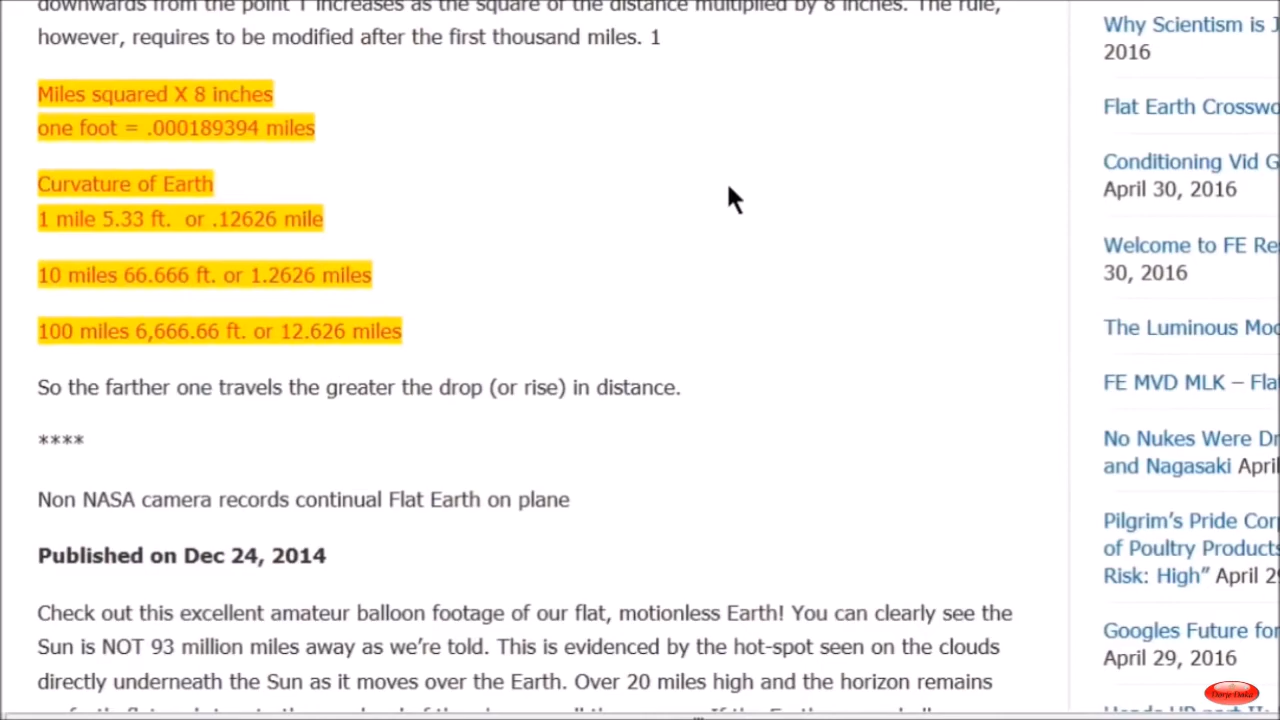 downwards from the point T increases as the square of the distance multiplied by 8 inches. The rule,
however, requires to be modified after the first thousand miles. 1
Miles squared X 8 inches
one foot = .000189394 miles
Curvature of Earth
1 mile 5.33 ft.  or .12626 mile
10 miles 66.666 ft. or 1.2626 miles
100 miles 6,666.66 ft. or 12.626 miles
So the farther one travels the greater the drop (or rise) in distance.
****
Non NASA camera records continual Flat Earth on plane
Published on Dec 24, 2014
Check out this excellent amateur balloon footage of our flat, motionless Earth! You can clearly see the
Sun is NOT 93 million miles away as we're told. This is evidenced by the hot-spot seen on the clouds
directly underneath the Sun as it moves over the Earth. Over 20 miles high and the horizon remains
Why Scientism is
2016
Flat Earth
Conditioning Vid
April 30, 2016
Welcome to FE
30, 2016
The Luminous
FE MVD MLK –
No Nukes Were
and Nagasaki April
Pilgrim's Pride
of Poultry Products
Risk: High" April
Googles Future for
April 29, 2016